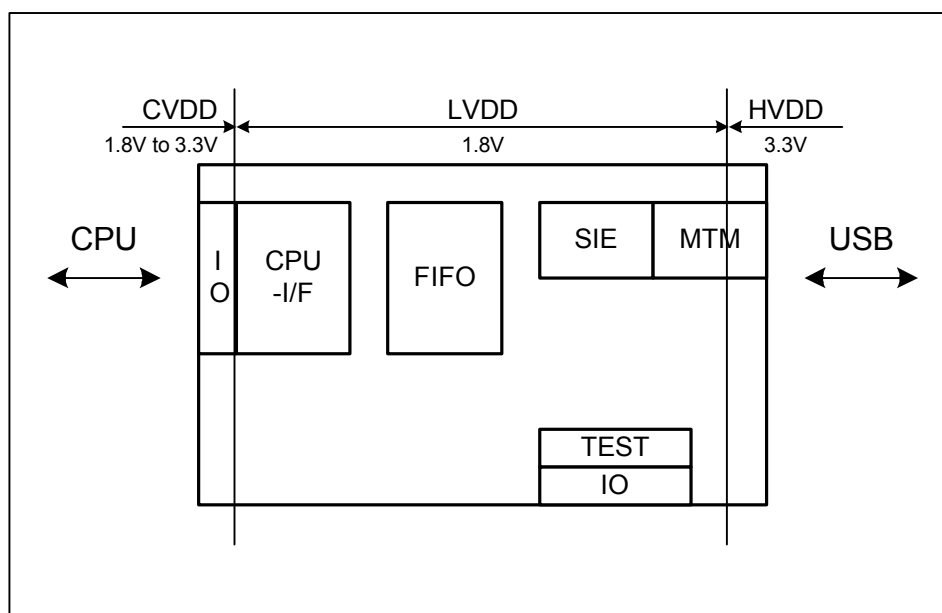 CVDD
LVDD
HVDD
1.8V to 3.3V
1.8V
3.3V
CPU
I
O
CPU
-I/F
FIFO
SIE
MTM
USB
TEST
IO